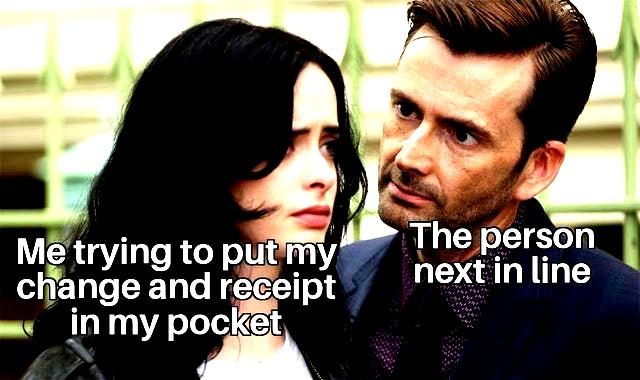 Me trying to put my
change and receipt
in my pocket
The person
next in line